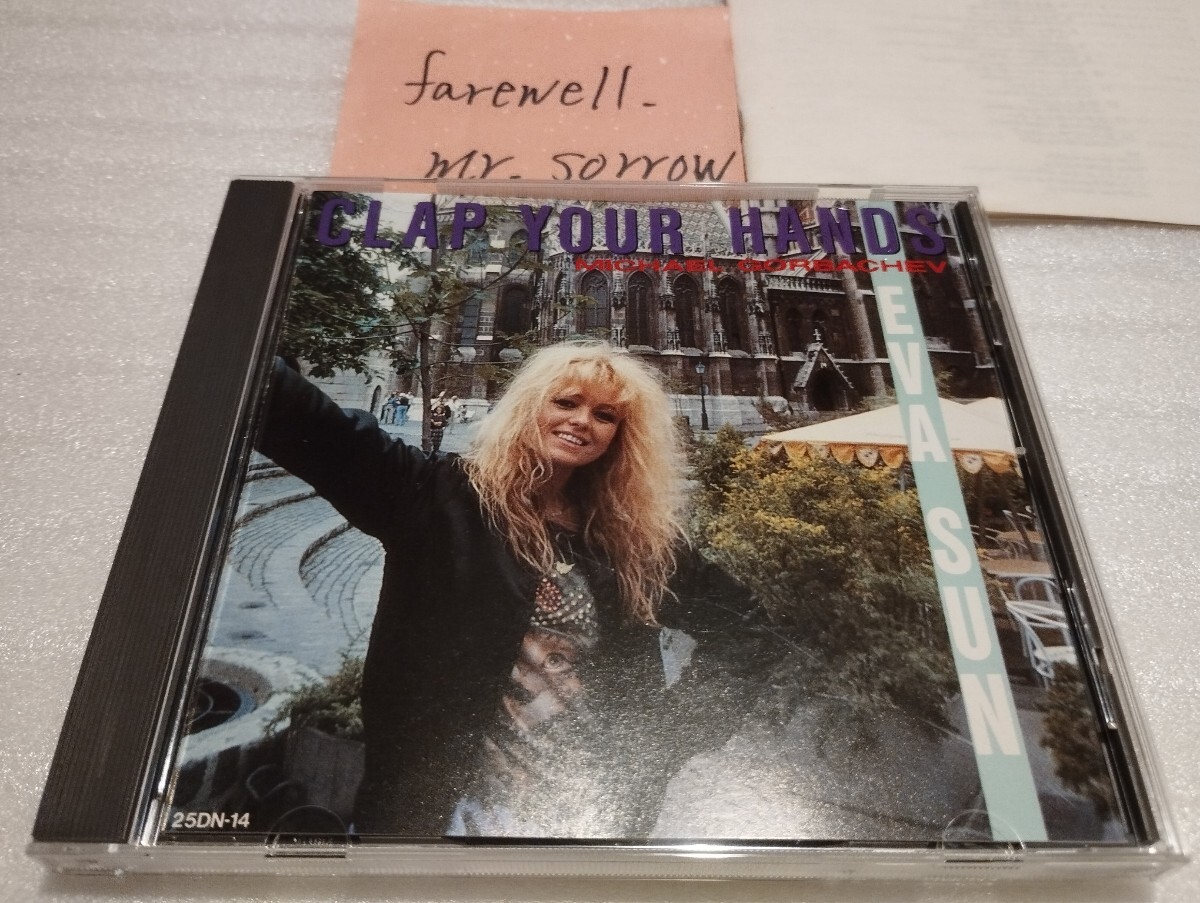 farewell.
mr. sorrow
CLAP YOUR HANDS
MICHAEL GORBACHEV
EVA SUN
25DN-14